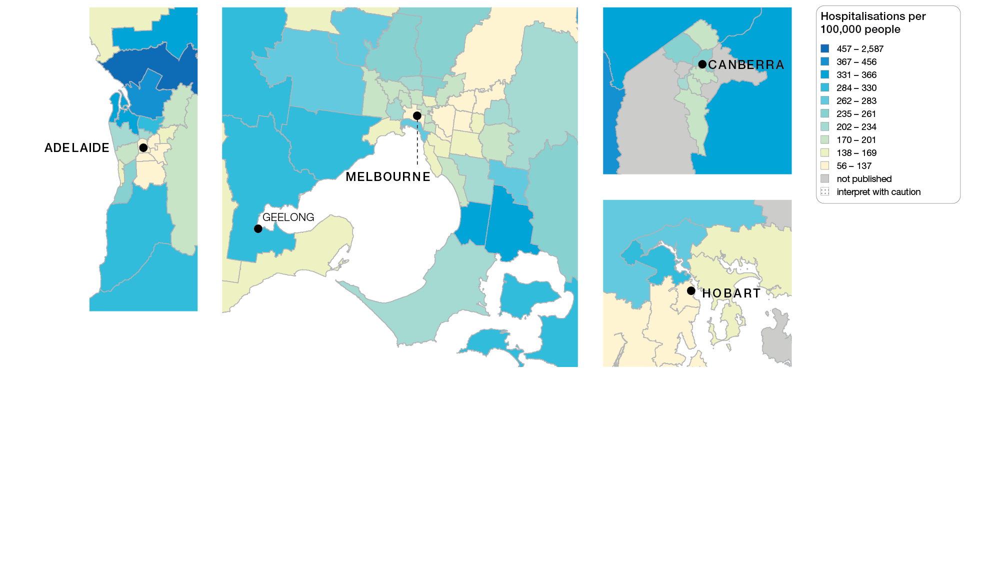 ADELAIDE
MELBOURNE
GEELONG
CANBERRA
HOBART
Hospitalisations per
100,000 people
457 – 2,587
367 – 456
331 – 366
284 – 330
262 – 283
235 – 261
202 – 234
170 – 201
138 – 169
56 – 137
not published
interpret with caution